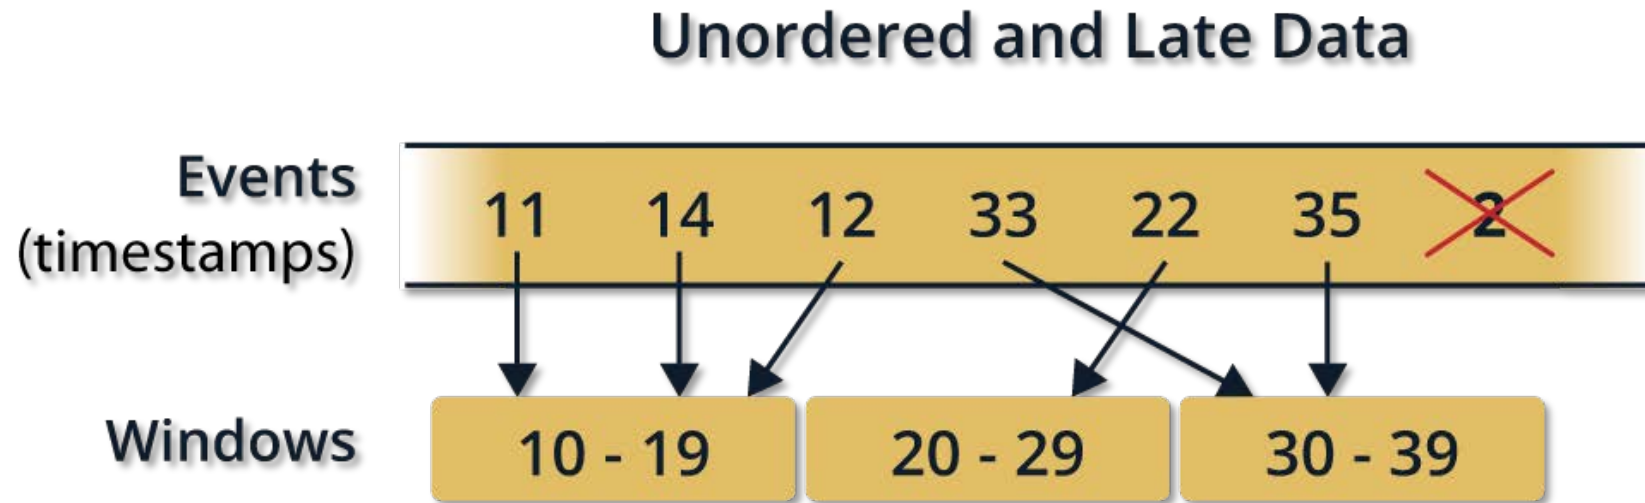 Unordered and Late Data
Events
(timestamps)
11 14 12 33 22 35 2
Windows
10 - 19 20 - 29 30 - 39